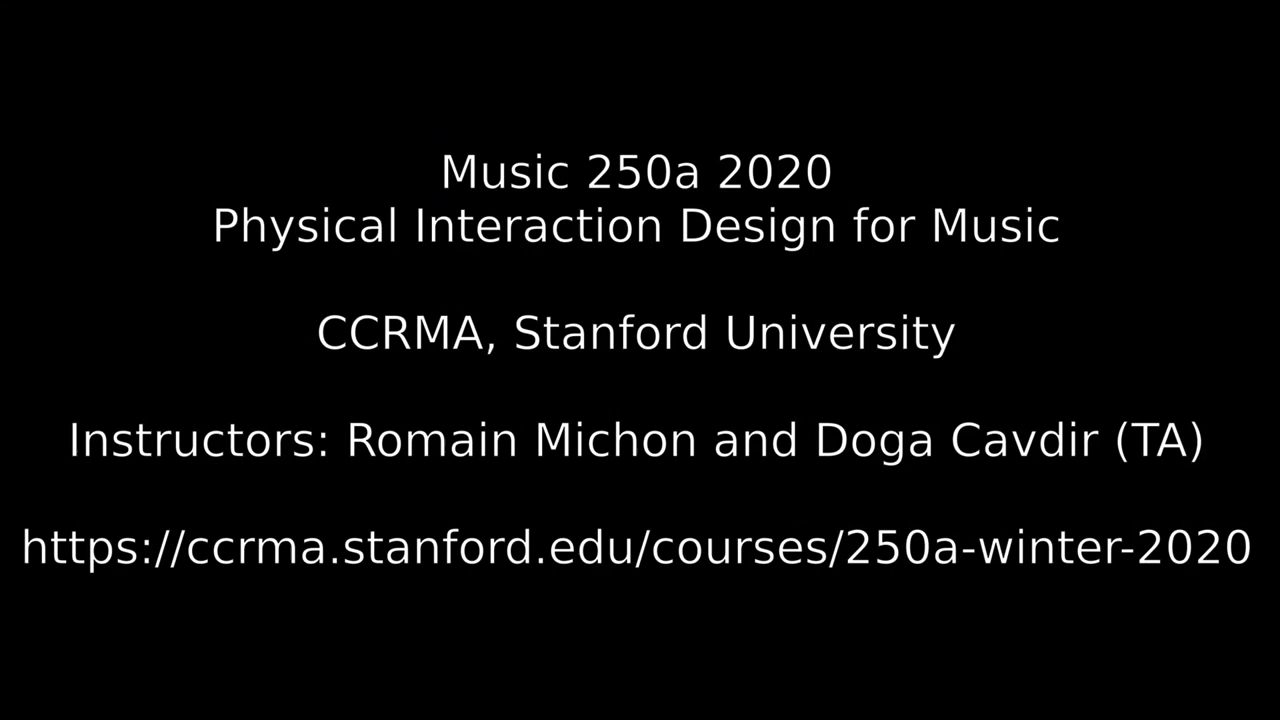 Music 250a 2020
Physical Interaction Design for Music
CCRMA, Stanford University
Instructors: Romain Michon and Doga Cavdir (TA)
https://ccrma.stanford.edu/courses/250a-winter-2020